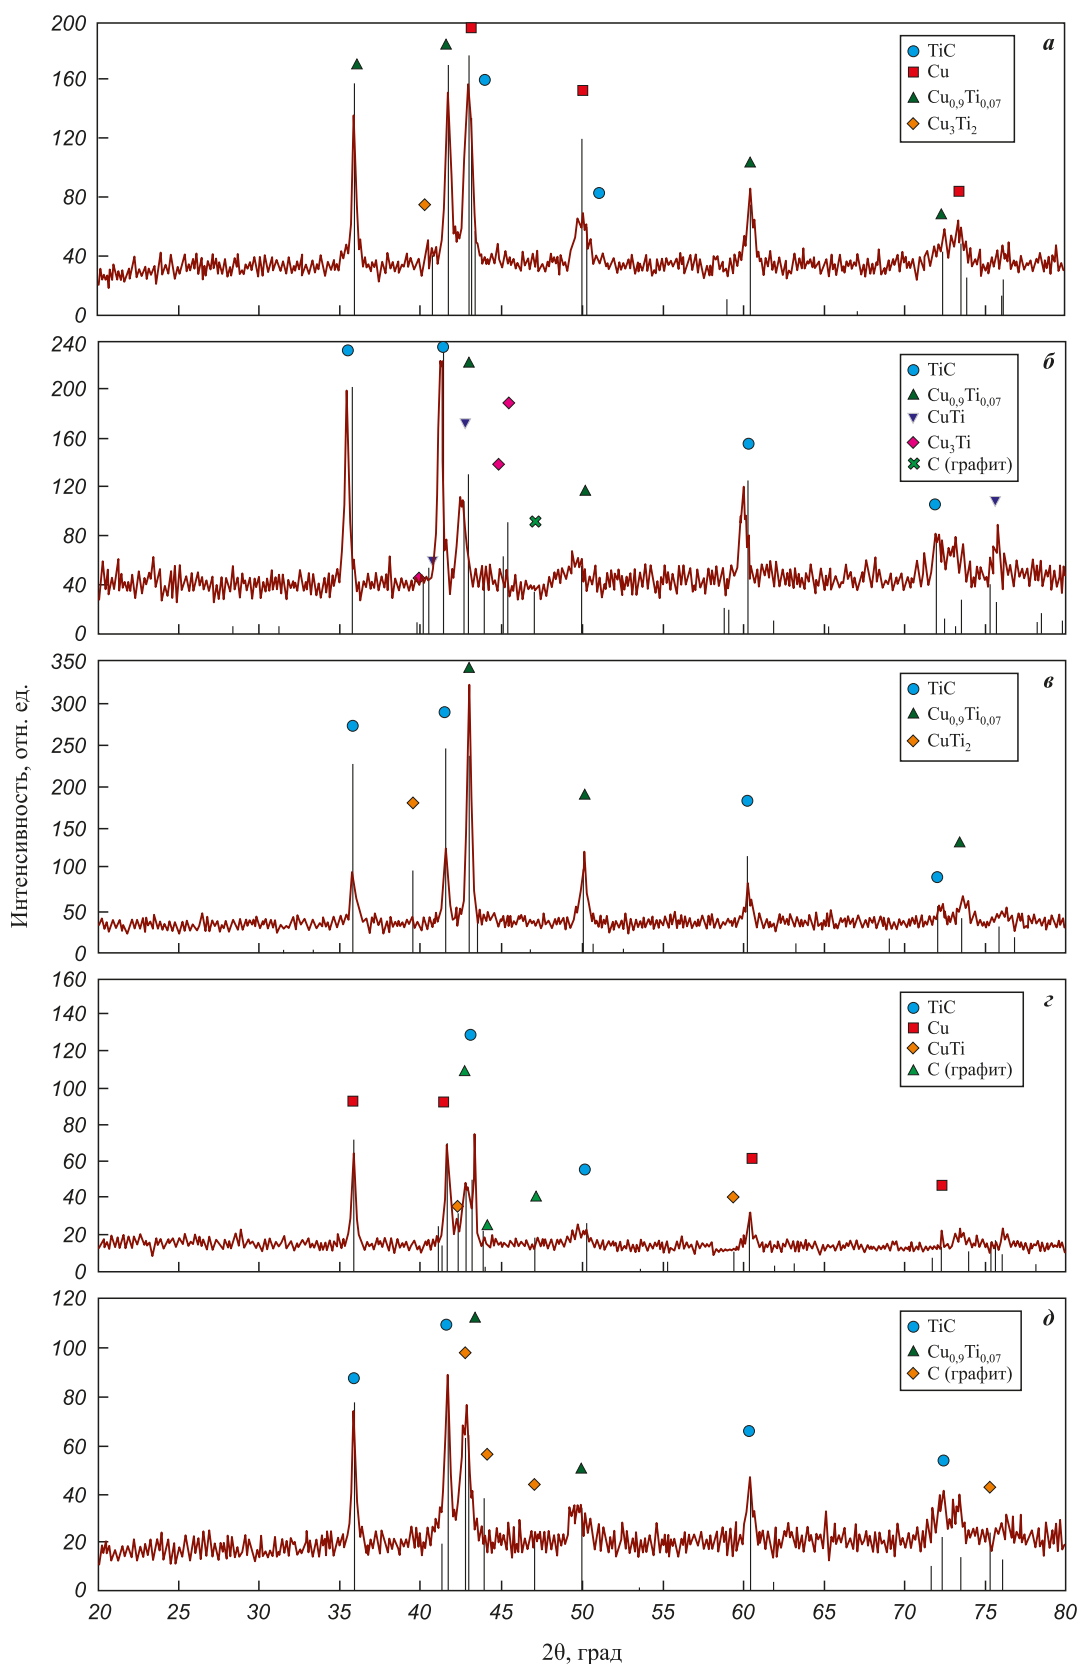 200
160
120
80
40
0
а
TiC
Cu
Cu0,9Ti0,07
Cu3Ti2
240
200
160
120
80
40
0
б
TiC
Cu0,9Ti0,07
CuTi
Cu3Ti
C (графит)
350
300
250
200
150
100
50
0
в
TiC
Cu0,9Ti0,07
CuTi2
Интенсивность, отн. ед.
160
140
120
100
80
60
40
20
0
г
TiC
Cu
CuTi
C (графит)
120
100
80
60
40
20
0
д
TiC
Cu0,9Ti0,07
C (графит)
20 25 30 35 40 45 50 55 60 65 70 75 80
2θ, град